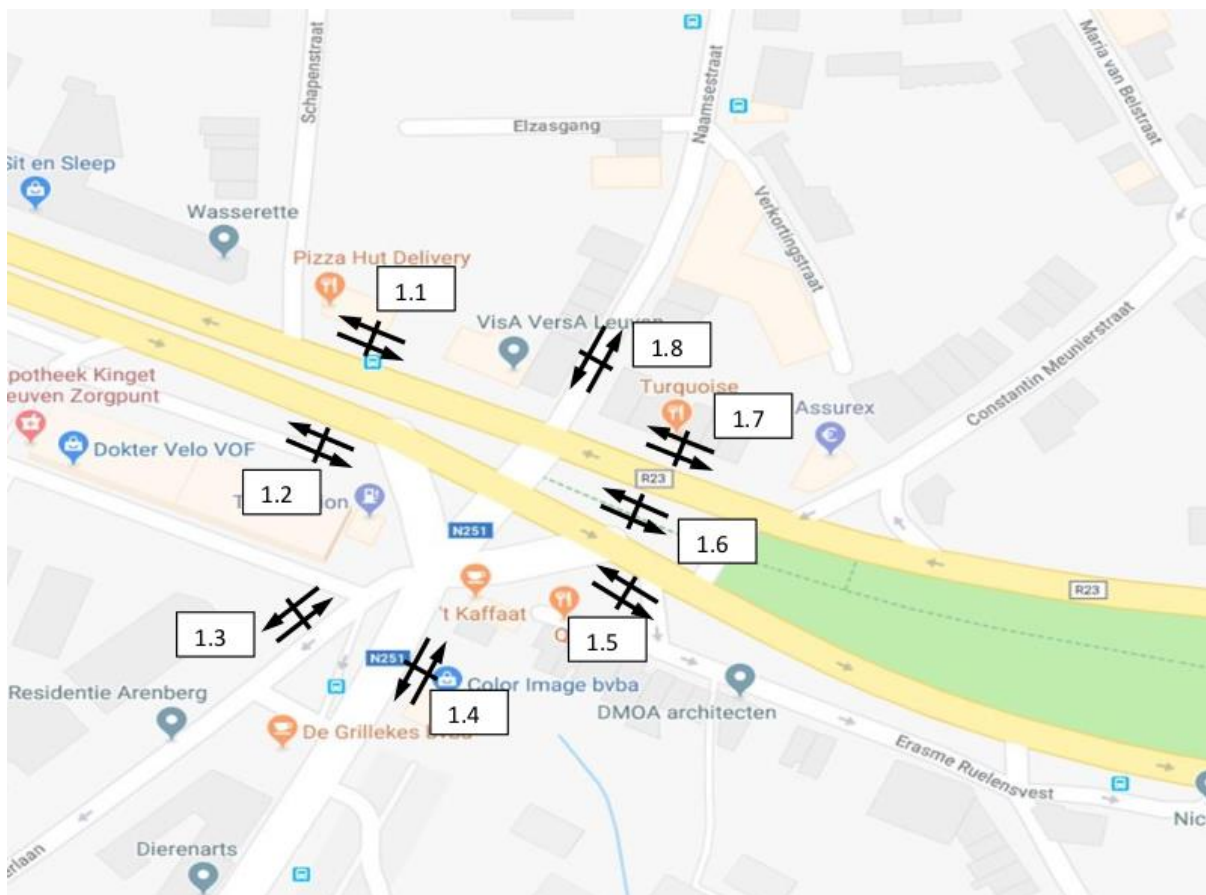 Schapenstraat
Naamsestraat
Maria van Belstraat
Elzasgang
Sit en Sleep
Wasserette
Verkortingstraat
Pizza Hut Delivery
1.1
VisA VersA Leuven
1.8
Constantin Meunierstraat
Turquoise
1.7
Assurex
potheek Kinget
euven Zorgpunt
Dokter Velo VOF
R23
1.2
ion
N251
1.6
R23
't Kaffaat
1.3
1.5
N251
Residentie Arenberg
Color Image bvba
1.4
DMOA architecten
De Grillekes bvba
Erasme Ruelensvest
Nic
Dierenarts
erlaan